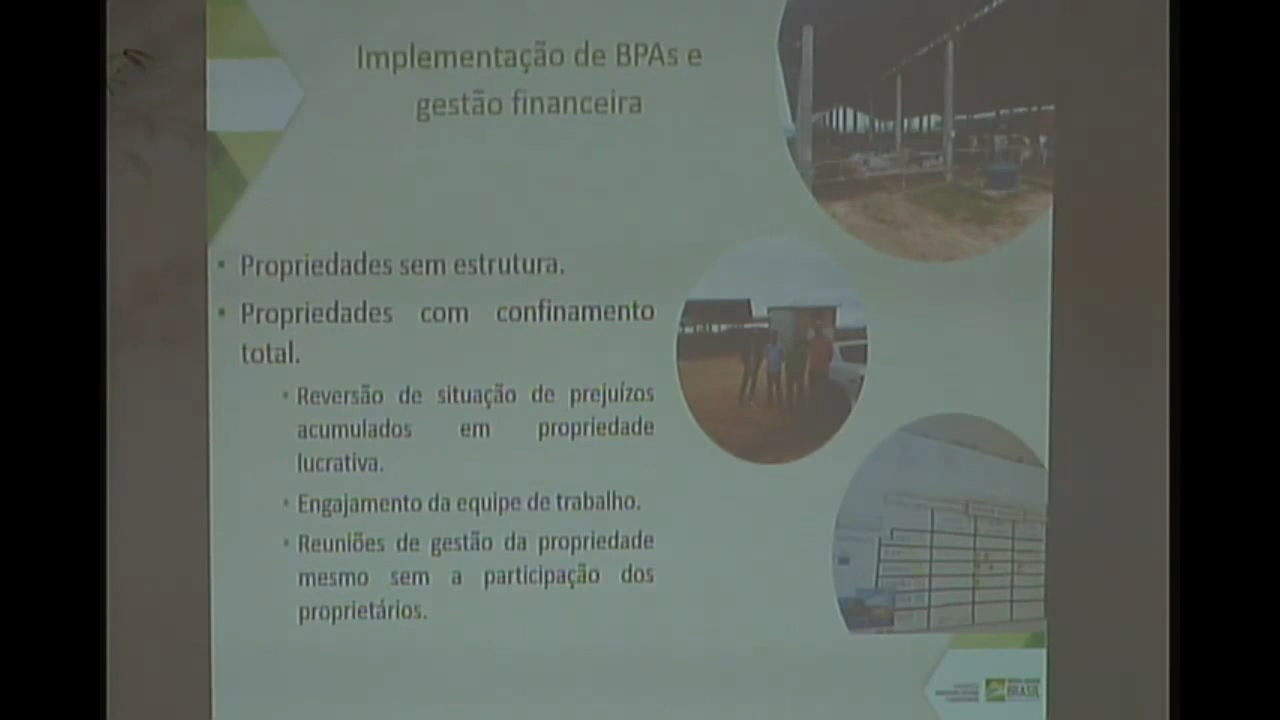 Implementação de BPAs e
gestão financeira
• Propriedades sem estrutura.
• Propriedades com confinamento
total.
• Reversão de situação de prejuízos
acumulados em propriedade
lucrativa.
• Engajamento da equipe de trabalho.
• Reuniões de gestão da propriedade
mesmo sem a participação dos
proprietários.
BRASIL